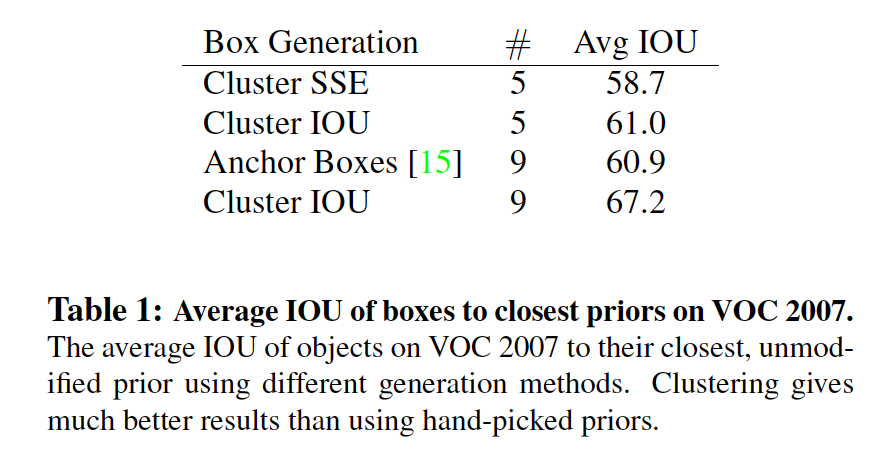 Box Generation # Avg IOU
Cluster SSE 5 58.7
Cluster IOU 5 61.0
Anchor Boxes [15] 9 60.9
Cluster IOU 9 67.2
Table 1: Average IOU of boxes to closest priors on VOC 2007.
The average IOU of objects on VOC 2007 to their closest, unmod-
ified prior using different generation methods. Clustering gives
much better results than using hand-picked priors.